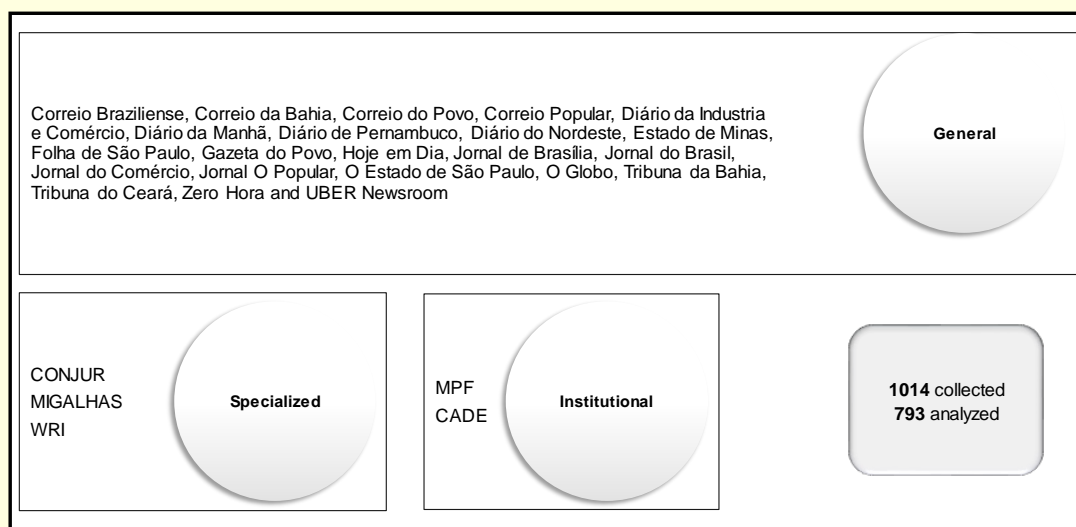 Correio Braziliense, Correio da Bahia, Correio do Povo, Correio Popular, Diário da Industria
e Comércio, Diário da Manhã, Diário de Pernambuco, Diário do Nordeste, Estado de Minas,
Folha de São Paulo, Gazeta do Povo, Hoje em Dia, Jornal de Brasília, Jornal do Brasil,
Jornal do Comércio, Jornal O Popular, O Estado de São Paulo, O Globo, Tribuna da Bahia,
Tribuna do Ceará, Zero Hora and UBER Newsroom
General
CONJUR
MIGALHAS
WRI
Specialized
MPF
CADE
Institutional
1014 collected
793 analyzed